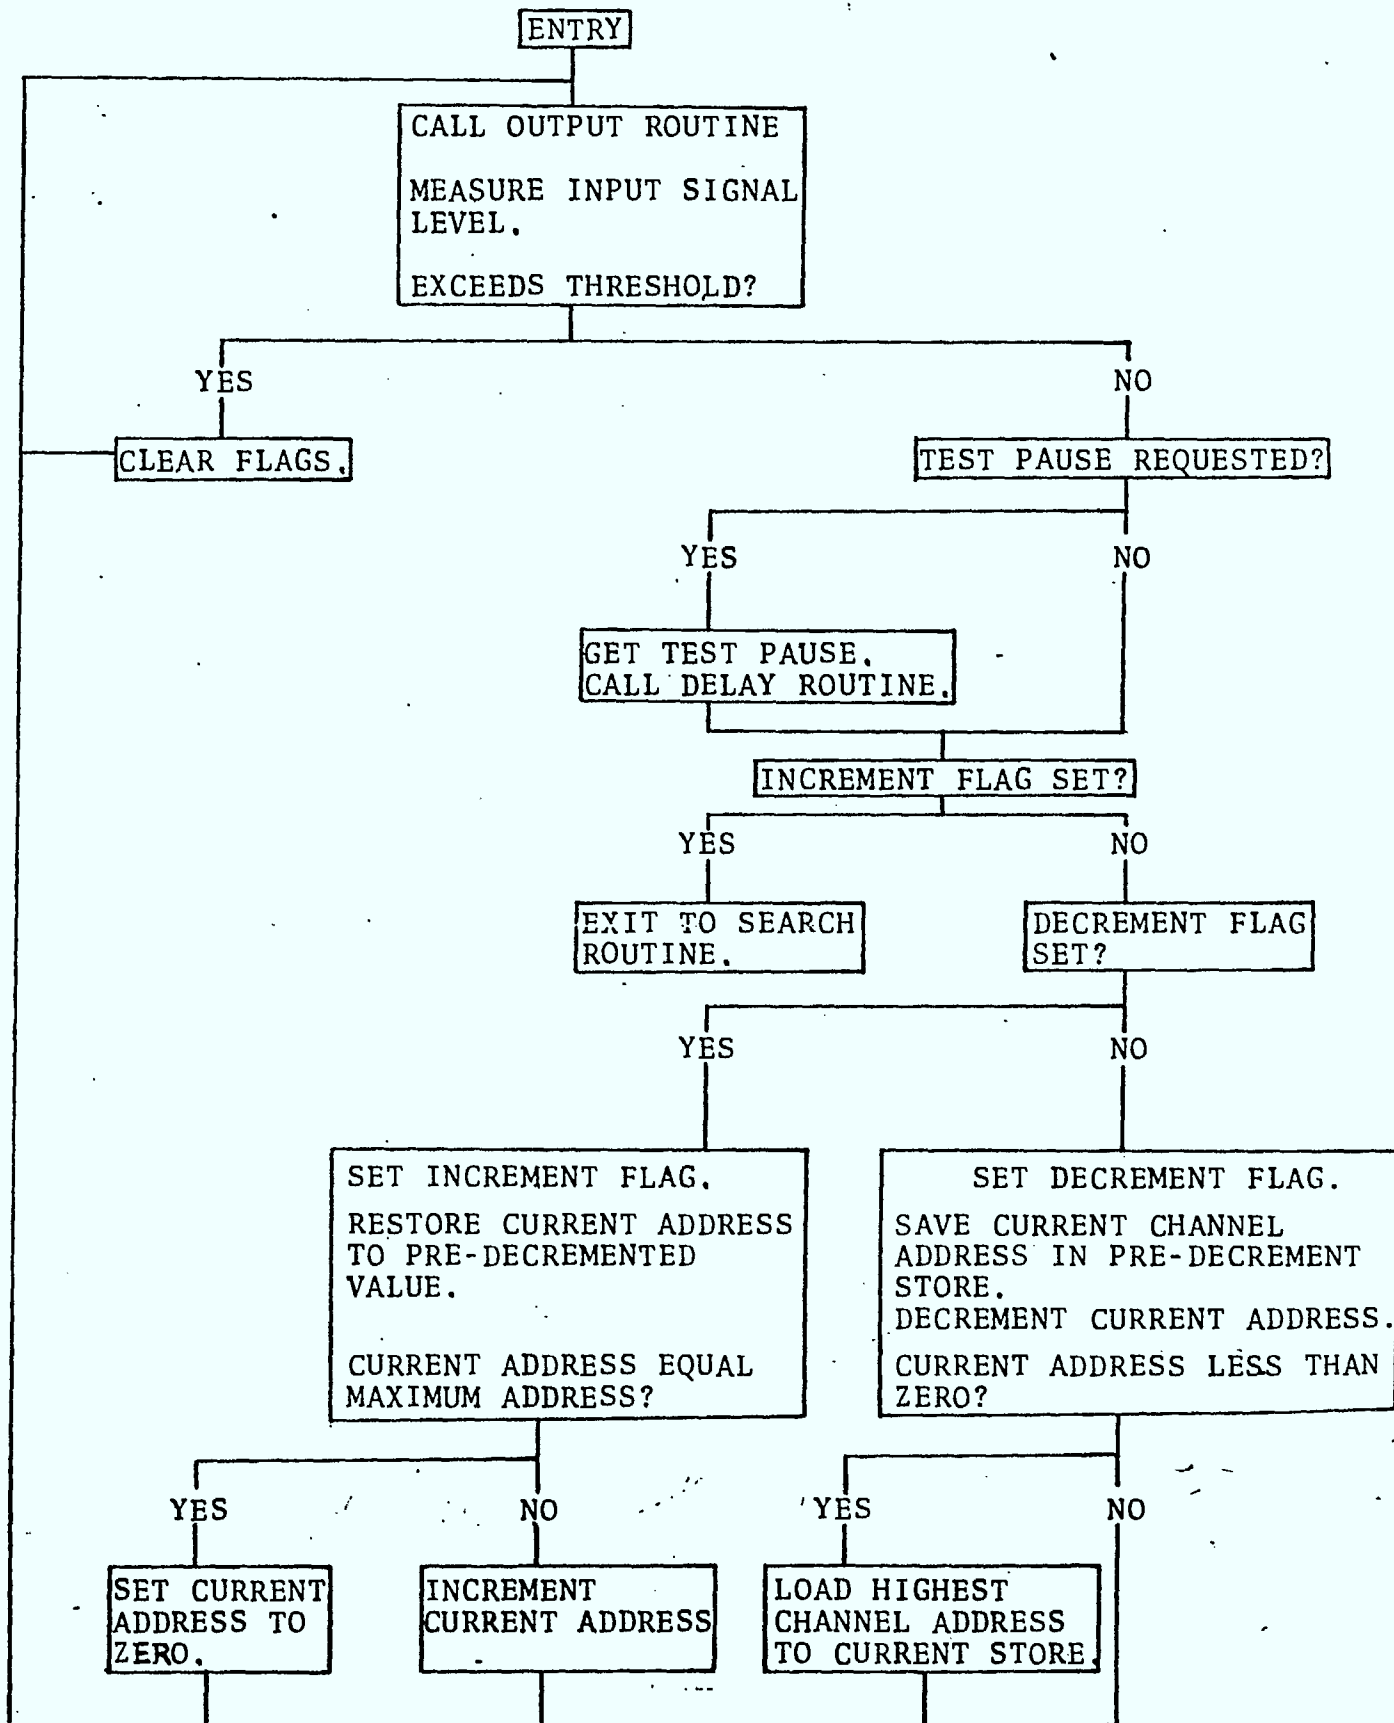 ENTRY
CALL OUTPUT ROUTINE
MEASURE INPUT SIGNAL
LEVEL.
EXCEEDS THRESHOLD?
YES
NO
CLEAR FLAGS.
TEST PAUSE REQUESTED?
YES
NO
GET TEST PAUSE.
CALL DELAY ROUTINE.
INCREMENT FLAG SET?
YES
NO
EXIT TO SEARCH
ROUTINE.
DECREMENT FLAG
SET?
YES
NO
SET INCREMENT FLAG.
RESTORE CURRENT ADDRESS
TO PRE-DECREMENTED
VALUE.
CURRENT ADDRESS EQUAL
MAXIMUM ADDRESS?
SET DECREMENT FLAG.
SAVE CURRENT CHANNEL
ADDRESS IN PRE-DECREMENT
STORE.
DECREMENT CURRENT ADDRESS.
CURRENT ADDRESS LESS THAN
ZERO?
YES
NO
YES
NO
SET CURRENT
ADDRESS TO
ZERO.
INCREMENT
CURRENT ADDRESS
LOAD HIGHEST
CHANNEL ADDRESS
TO CURRENT STORE.